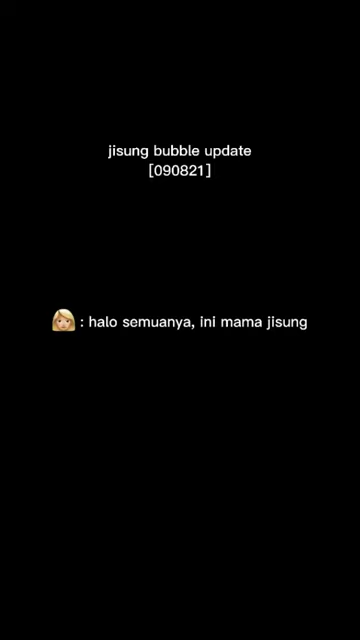 jisung bubble update
[090821]
👩🏼 : halo semuanya, ini mama jisung